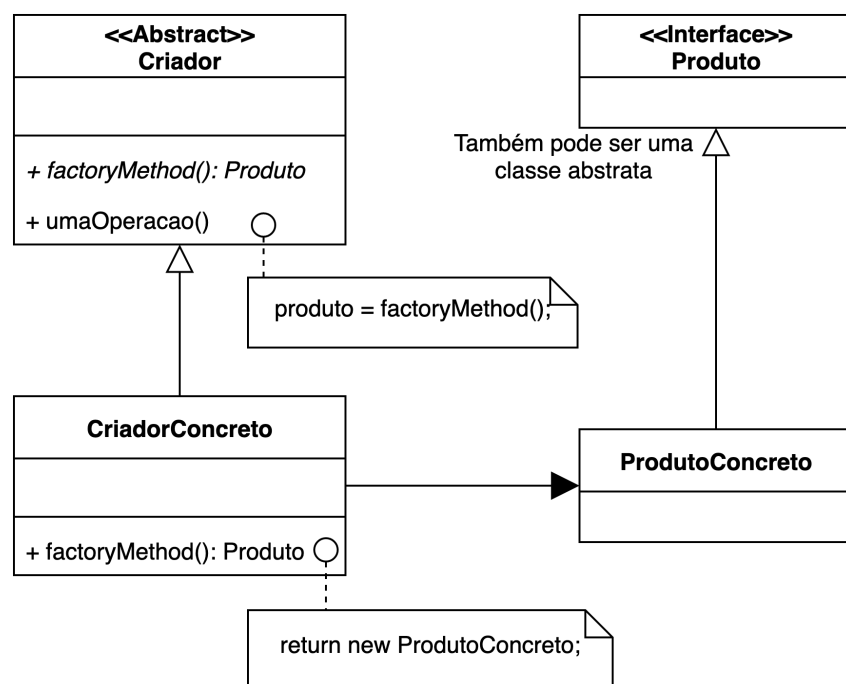 <<Abstract>>
Criador
+ factoryMethod(): Produto
+ umaOperacao()
produto = factoryMethod();
<<Interface>>
Produto
Também pode ser uma
classe abstrata
CriadorConcreto
+ factoryMethod(): Produto
return new ProdutoConcreto;
ProdutoConcreto